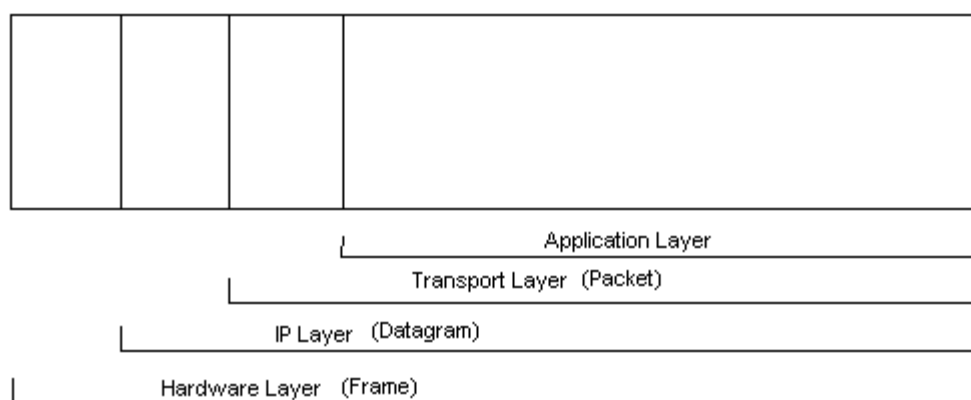 Application Layer
Transport Layer (Packet)
IP Layer (Datagram)
Hardware Layer (Frame)